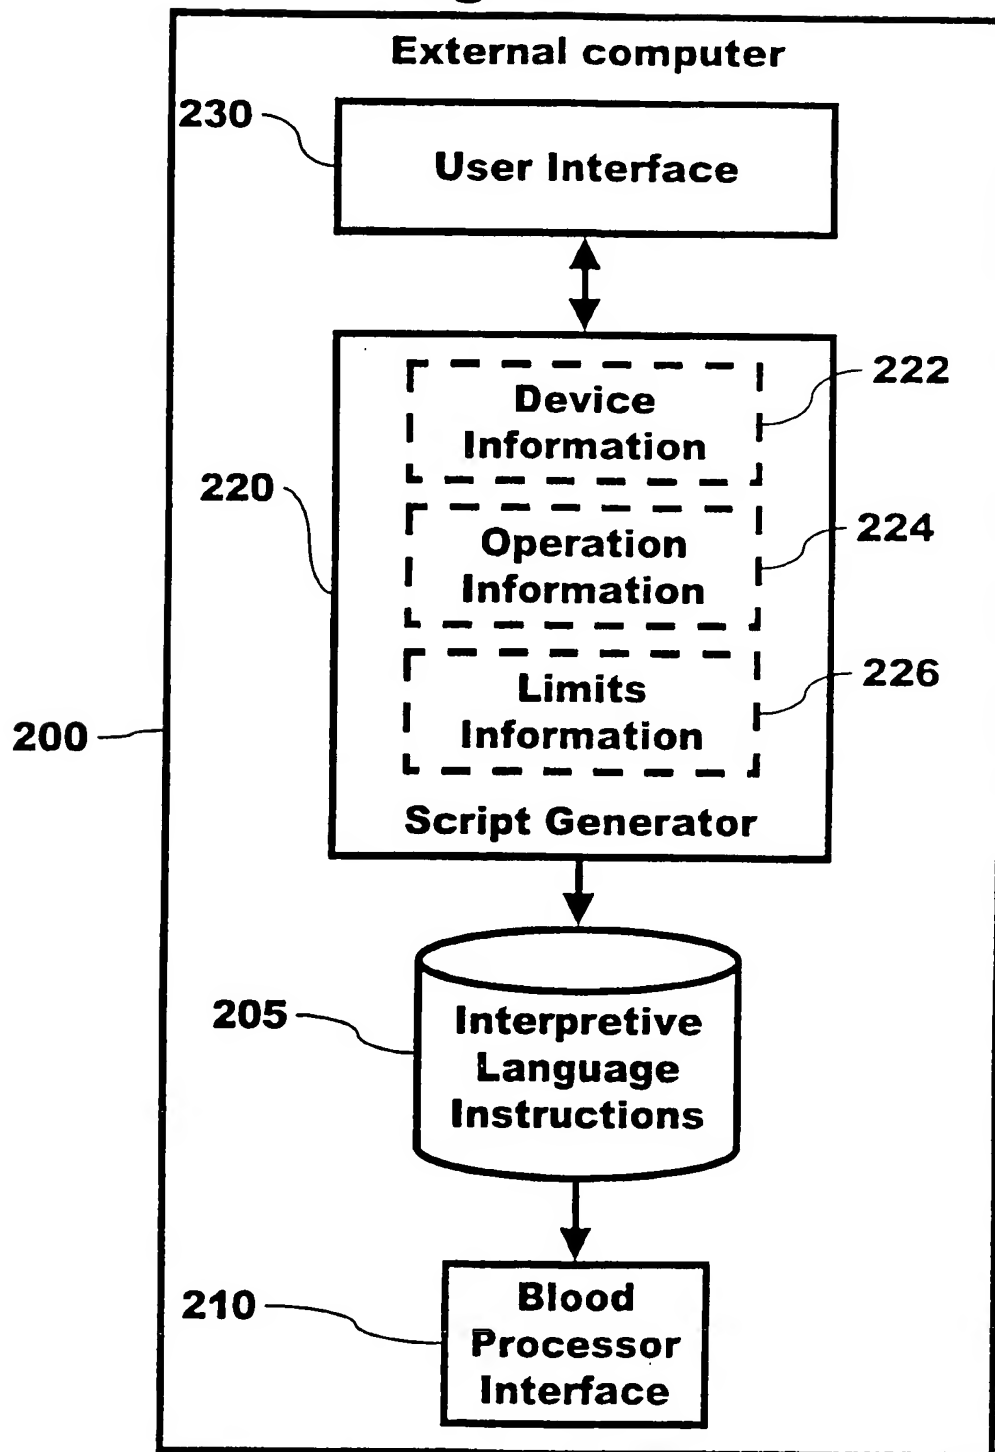 External computer
230
User Interface
222
Device
Information
220
224
Operation
Information
226
Limits
Information
200
Script Generator
205
Interpretive
Language
Instructions
210
Blood
Processor
Interface